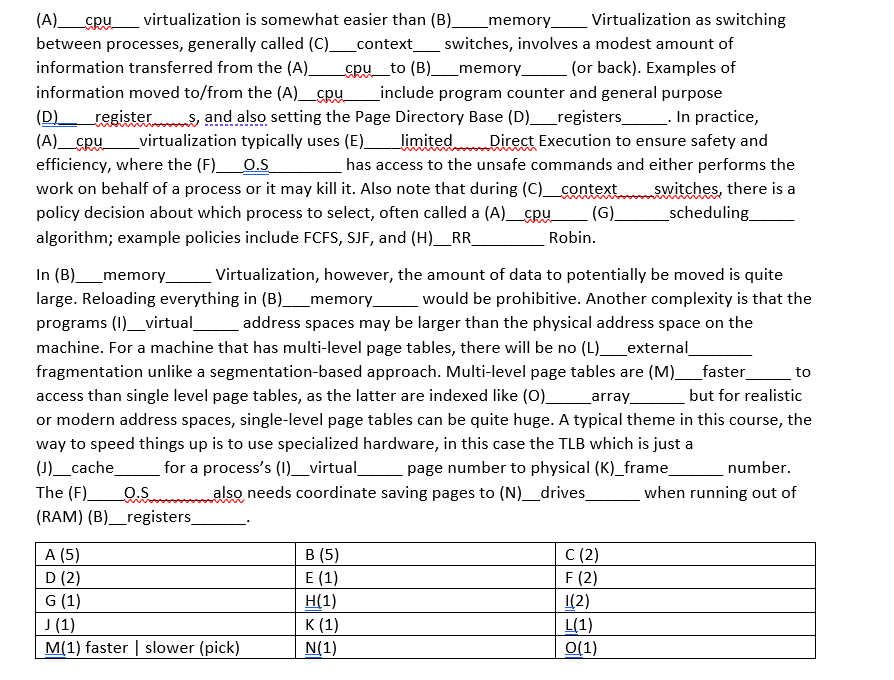 (A)___cpu___ virtualization is somewhat easier than (B)____memory____ Virtualization as switching
between processes, generally called (C)___context___ switches, involves a modest amount of
information transferred from the (A)____cpu__to (B)___memory_____ (or back). Examples of
information moved to/from the (A)__cpu____include program counter and general purpose
(D)__ __register_____s, and also setting the Page Directory Base (D)___registers_____. In practice,
(A)__cpu____virtualization typically uses (E)____limited____Direct Execution to ensure safety and
efficiency, where the (F)___O.S________ has access to the unsafe commands and either performs the
work on behalf of a process or it may kill it. Also note that during (C)__context____switches, there is a
policy decision about which process to select, often called a (A)__cpu____ (G)______scheduling_____
algorithm; example policies include FCFS, SJF, and (H)__RR________ Robin.
In (B)___memory_____ Virtualization, however, the amount of data to potentially be moved is quite
large. Reloading everything in (B)___memory_____ would be prohibitive. Another complexity is that the
programs (I)__virtual_____ address spaces may be larger than the physical address space on the
machine. For a machine that has multi-level page tables, there will be no (L)___external_______
fragmentation unlike a segmentation-based approach. Multi-level page tables are (M)___faster_____ to
access than single level page tables, as the latter are indexed like (O)_____array______ but for realistic
or modern address spaces, single-level page tables can be quite huge. A typical theme in this course, the
way to speed things up is to use specialized hardware, in this case the TLB which is just a
(J)__cache_____ for a process’s (I)__virtual_____ page number to physical (K)_frame______ number.
The (F)____O.S_______also needs coordinate saving pages to (N)__drives______ when running out of
(RAM) (B)__registers______.
A (5) B (5) C (2)
D (2) E (1) F (2)
G (1) H(1) I(2)
J (1) K (1) L(1)
M(1) faster | slower (pick) N(1) O(1)